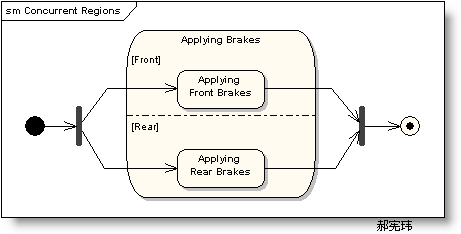 sm Concurrent Regions
Applying Brakes
[Front]
Applying
Front Brakes
[Rear]
Applying
Rear Brakes
郝宪玮